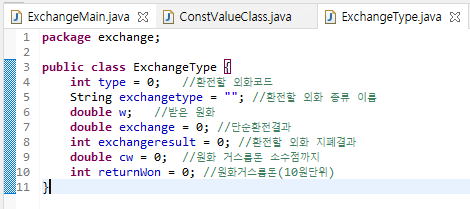 ExchangeMain.java ConstValueClass.java ExchangeType.java
1 package exchange;
2
3 public class ExchangeType {
4 int type = 0; //환전할 외화코드
5 String exchangetype = ""; //환전할 외화 종류 이름
6 double w; //받은 원화
7 double exchange = 0; //단순환전결과
8 int exchangeresult = 0; //환전할 외화 지폐결과
9 double cw = 0; //원화 거스름돈 소수점까지
10 int returnWon = 0; //원화거스름돈(10원단위)
11 }